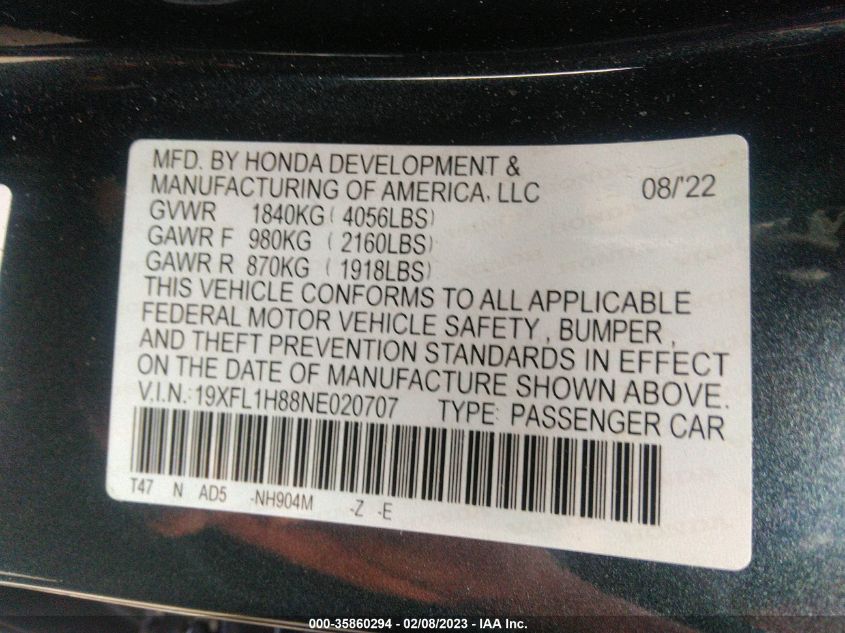 MFD. BY HONDA DEVELOPMENT &
MANUFACTURING OF AMERICA, LLC 08/'22
GVWR 1840KG ( 4056LBS)
GAWR F 980KG ( 2160LBS)
GAWR R 870KG ( 1918LBS)
THIS VEHICLE CONFORMS TO ALL APPLICABLE
FEDERAL MOTOR VEHICLE SAFETY , BUMPER ,
AND THEFT PREVENTION STANDARDS IN EFFECT
ON THE DATE OF MANUFACTURE SHOWN ABOVE.
V.I.N.: 19XFL1H88NE020707 TYPE: PASSENGER CAR
T47 N AD5 -NH904M -Z -E
000-35860294 - 02/08/2023 - IAA Inc.